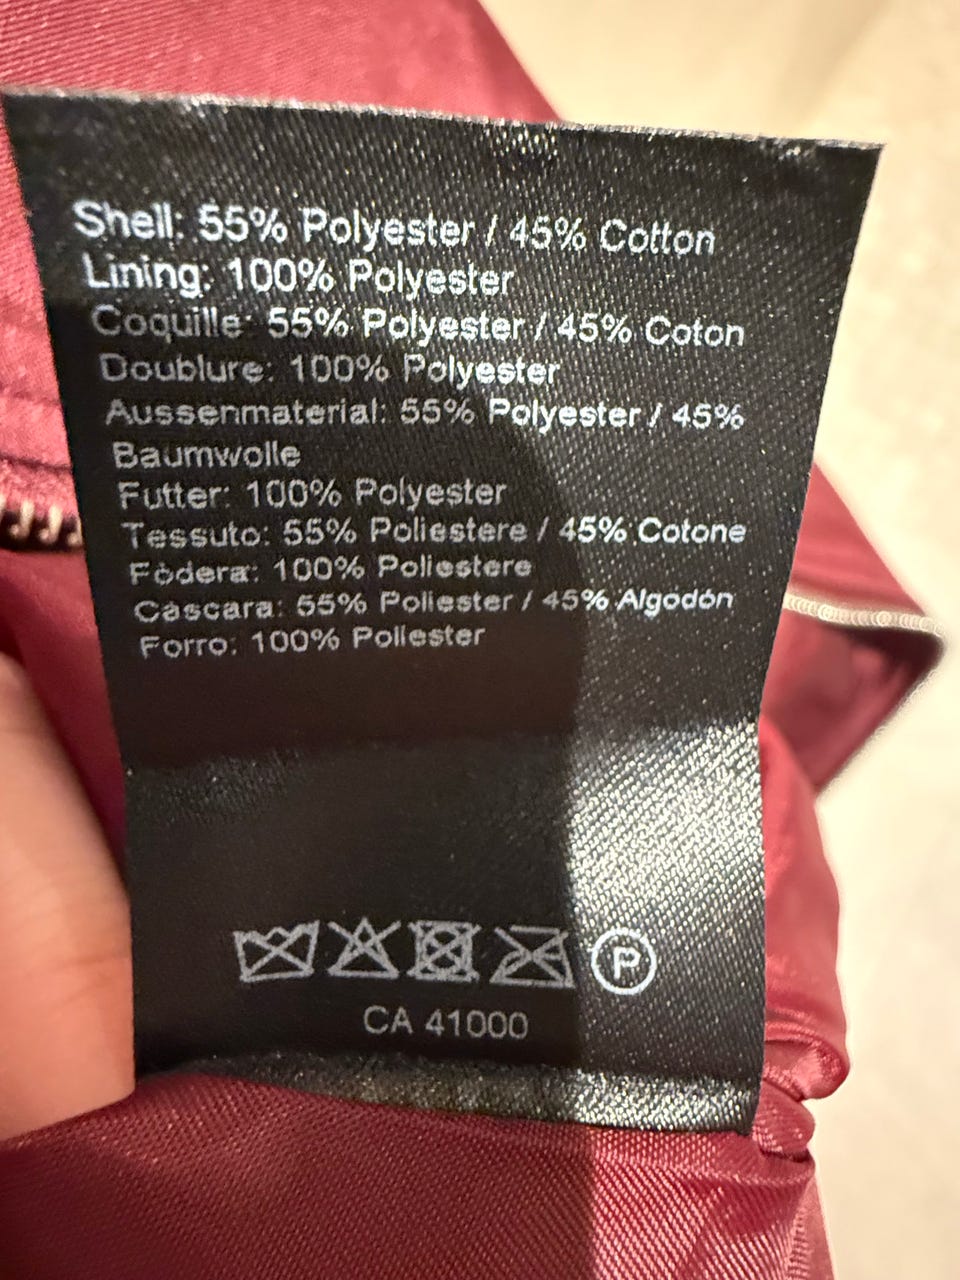 Shell: 55% Polyester / 45% Cotton
Lining: 100% Polyester
Coquille: 55% Polyester / 45% Coton
Doublure: 100% Polyester
Aussenmaterial: 55% Polyester / 45%
Baumwolle
Futter: 100% Polyester
Tessuto: 55% Poliestere / 45% Cotone
Fòdera: 100% Poliestere
Cáscara: 55% Poliester / 45% Algodón
Forro: 100% Poliester
P
CA 41000